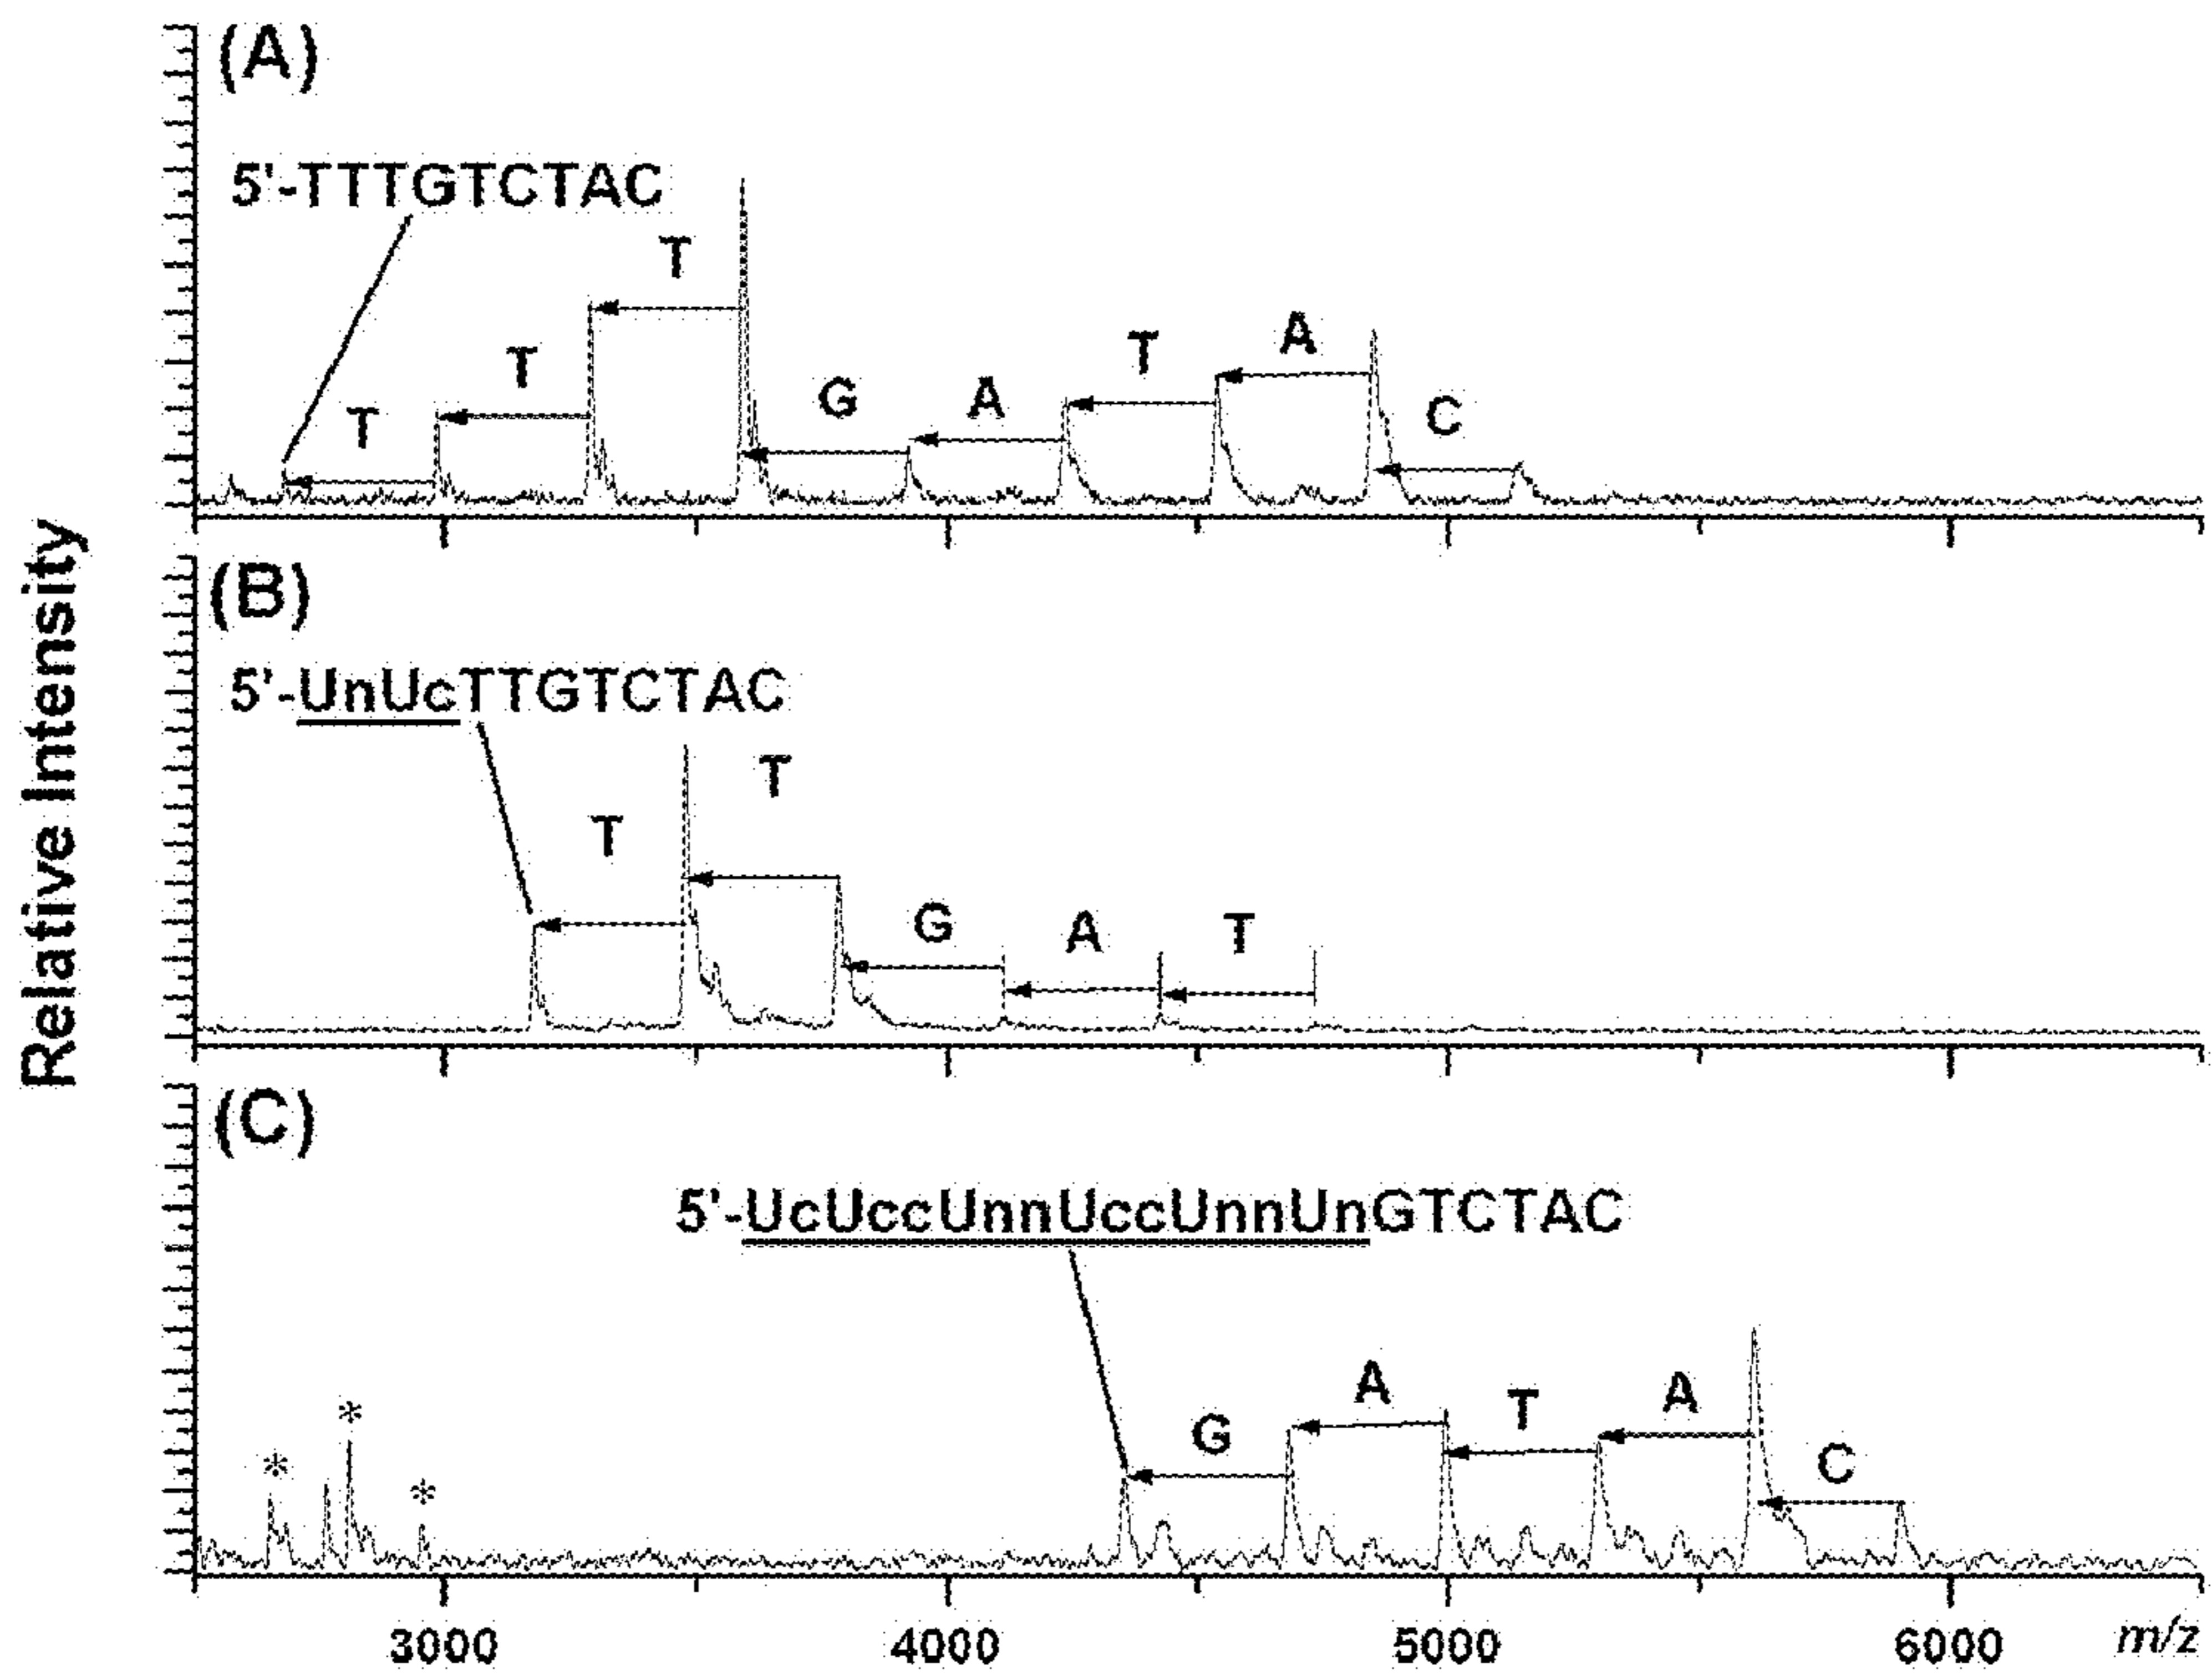 Relative Intensity
(A)
5'-TTTGTCTAC
T
T
T
G
A
T
A
C
(B)
5'-UnUcTTGTCTAC
T
T
G
A
T
(C)
5'-UcUccUnnUccUnnUnGTCTAC
*
*
*
G
A
T
A
C
3000 4000 5000 6000 m/z